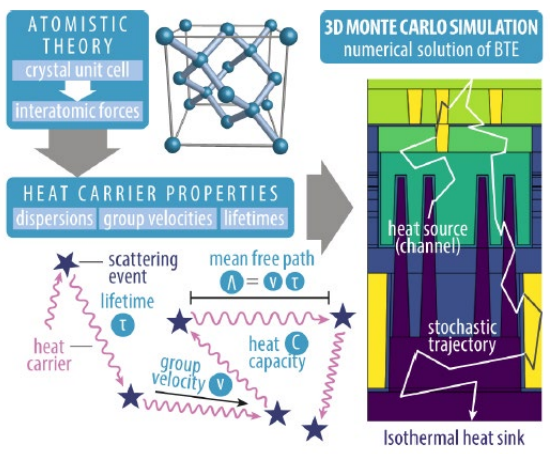 ATOMISTIC
THEORY
crystal unit cell
interatomic forces
3D MONTE CARLO SIMULATION
numerical solution of BTE
HEAT CARRIER PROPERTIES
dispersions group velocities lifetimes
scattering
event
lifetime
τ
heat
carrier
mean free path
Λ = v τ
heat C
capacity
group
velocity v
heat source
(channel)
stochastic
trajectory
Isothermal heat sink